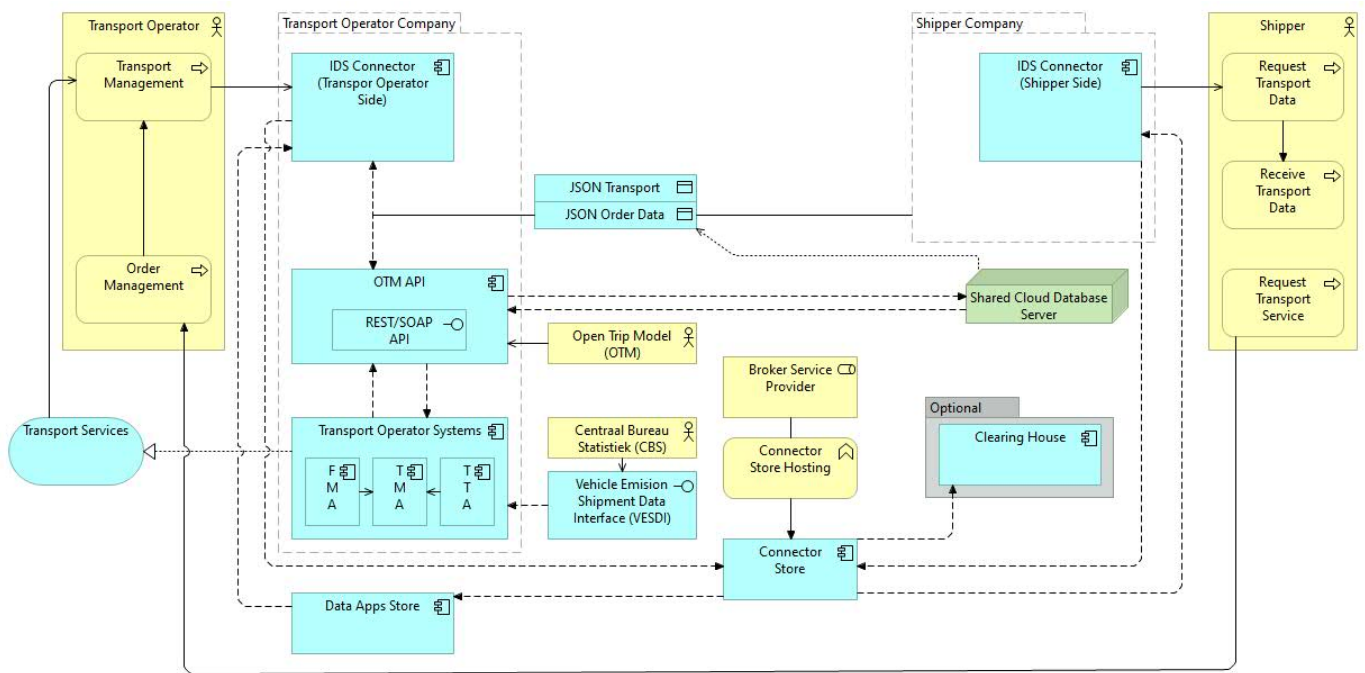 Transport Operator
Transport
Management
Order
Management
Transport Services
Transport Operator Company
IDS Connector
(Transpor Operator
Side)
OTM API
REST/SOAP
API
Transport Operator Systems
F
M
A
T
M
A
T
T
A
Data Apps Store
JSON Transport
JSON Order Data
Open Trip Model
(OTM)
Centraal Bureau
Statistiek (CBS)
Vehicle Emision
Shipment Data
Interface (VESDI)
Broker Service
Provider
Connector
Store Hosting
Connector
Store
Shipper Company
IDS Connector
(Shipper Side)
Shared Cloud Database
Server
Optional
Clearing House
Shipper
Request
Transport
Data
Receive
Transport
Data
Request
Transport
Service